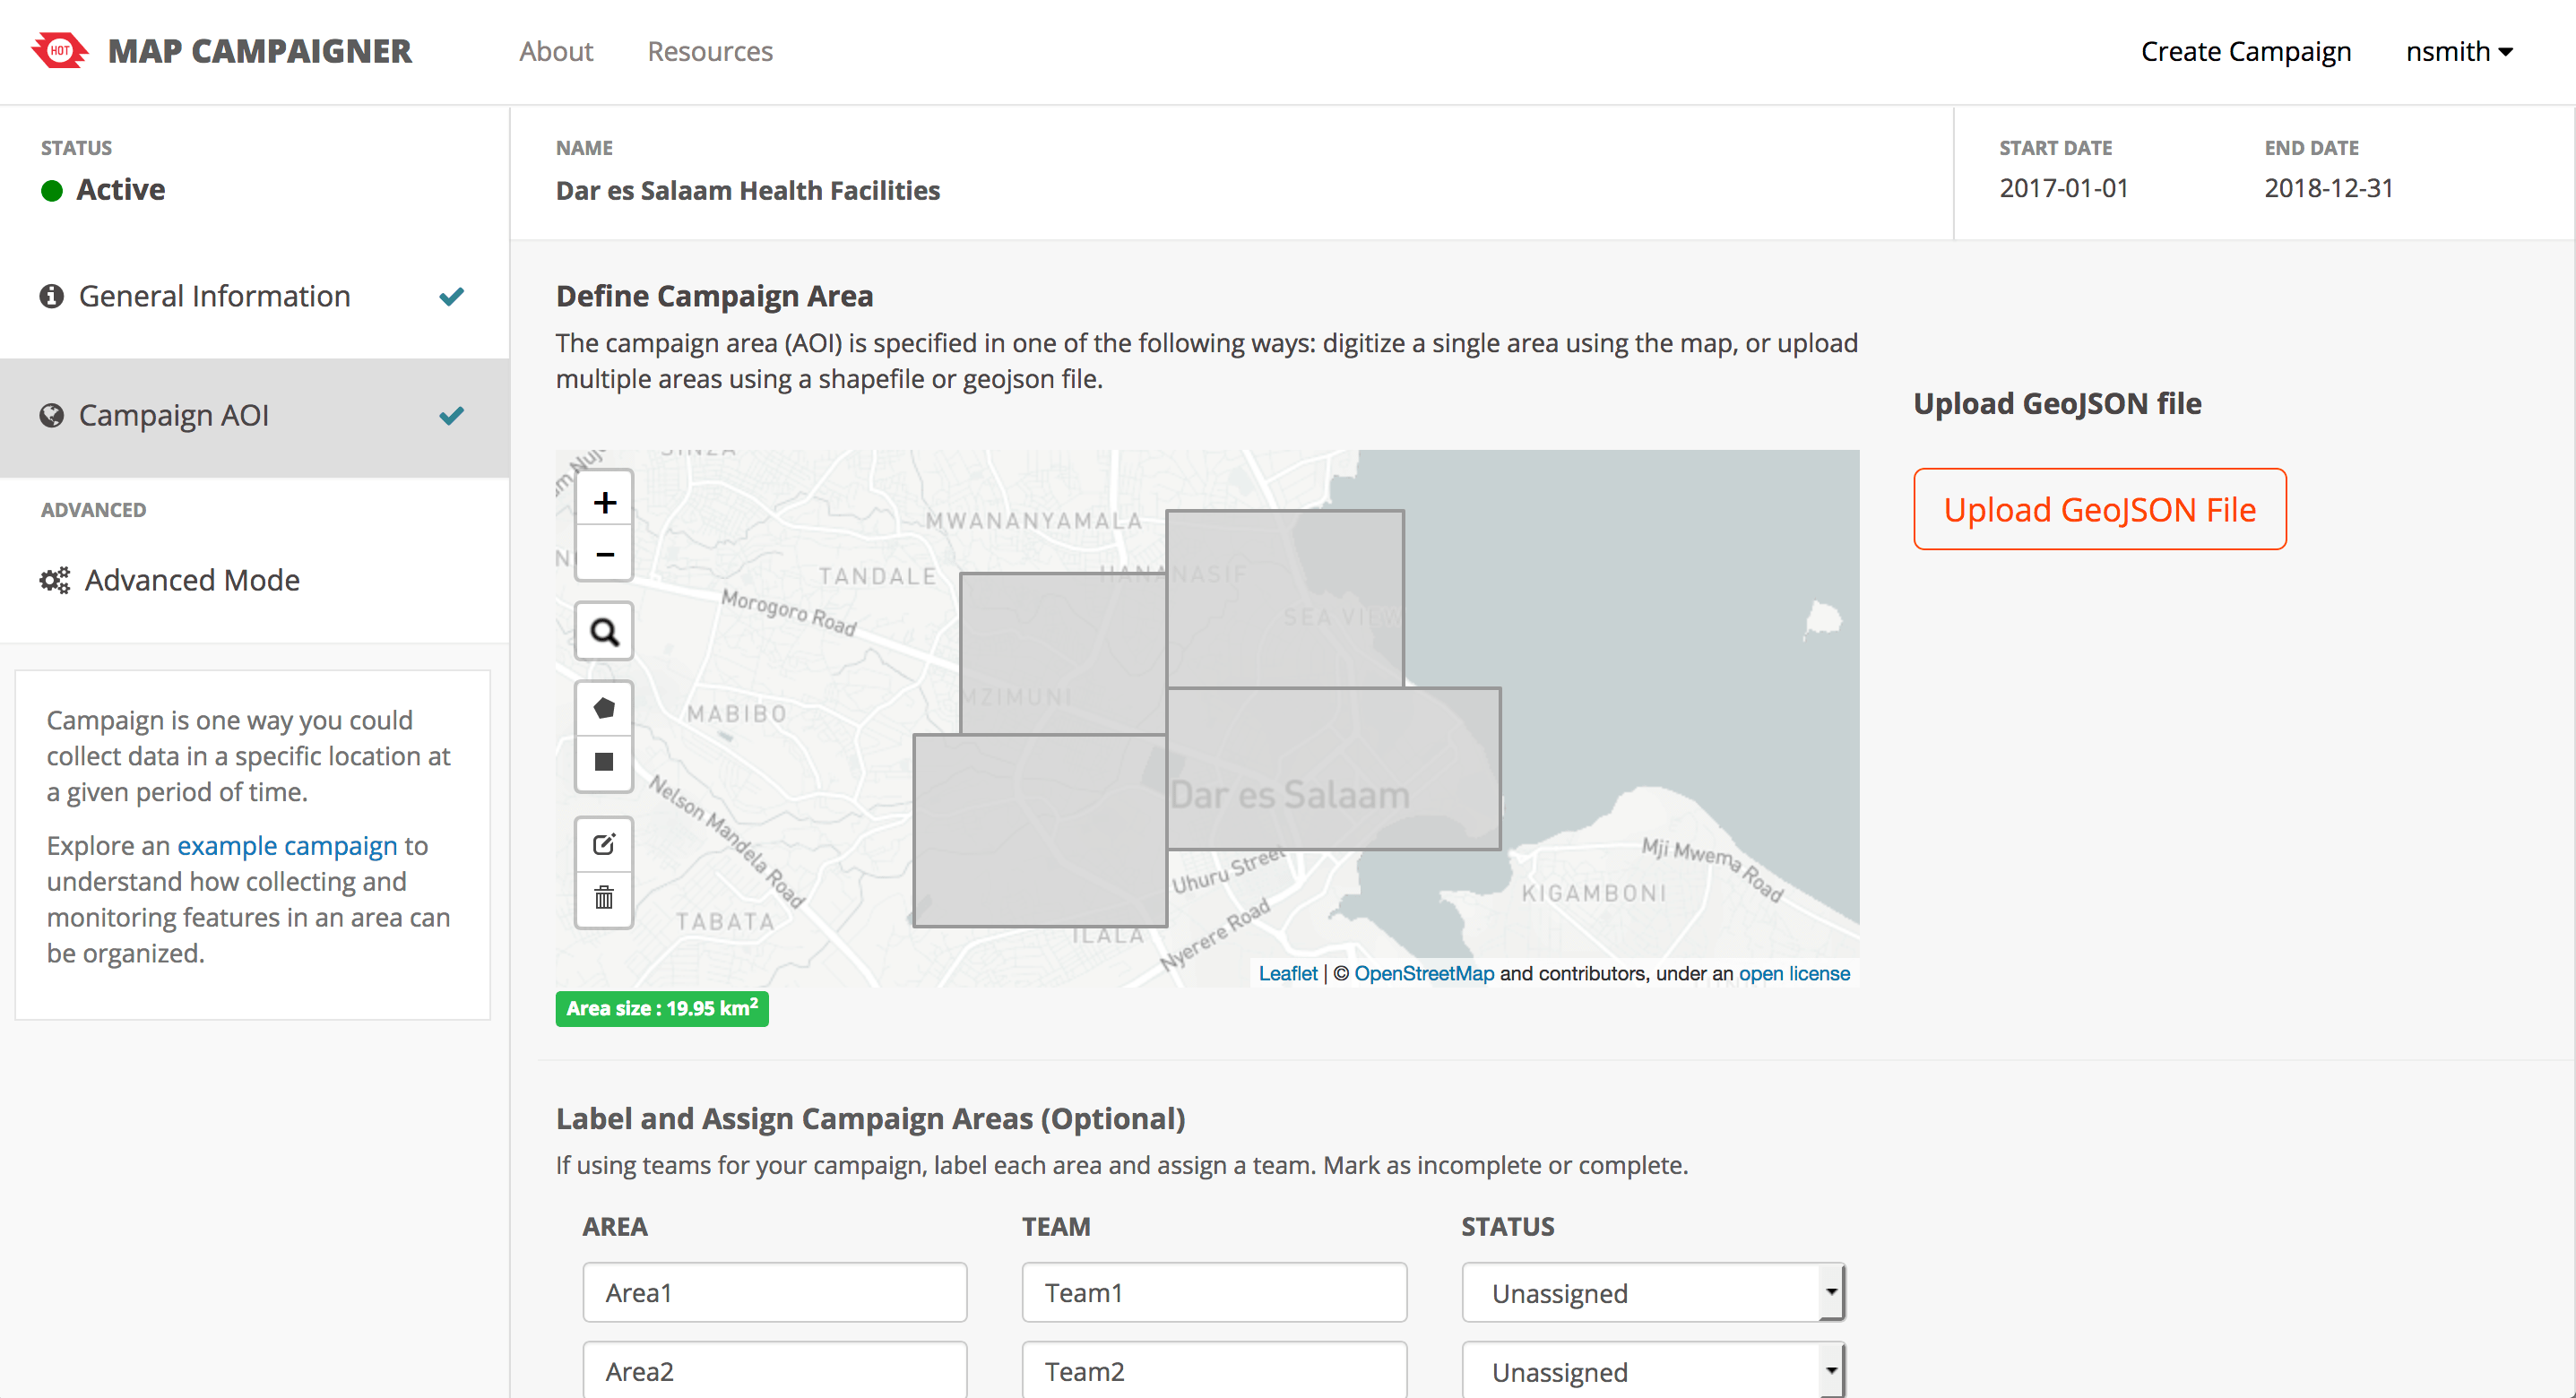 HOT MAP CAMPAIGNER About Resources Create Campaign nsmith
STATUS
Active
NAME
Dar es Salaam Health Facilities
START DATE END DATE
2017-01-01 2018-12-31
General Information
Campaign AOI
ADVANCED
Advanced Mode
Campaign is one way you could
collect data in a specific location at
a given period of time.
Explore an example campaign to
understand how collecting and
monitoring features in an area can
be organized.
Define Campaign Area
The campaign area (AOI) is specified in one of the following ways: digitize a single area using the map, or upload
multiple areas using a shapefile or geojson file.
Upload GeoJSON file
Upload GeoJSON File
MWANANYAMALA
TANDALE
HANANASIF
Morogoro Road
SEA VIEW
MZIMUNI
MABIBO
Dar es Salaam
Nelson Mandela Road
Uhuru Street
Mji Mwema Road
KIGAMBONI
TABATA
ILALA
Nyerere Road
Leaflet | © OpenStreetMap and contributors, under an open license
Area size : 19.95 km²
Label and Assign Campaign Areas (Optional)
If using teams for your campaign, label each area and assign a team. Mark as incomplete or complete.
AREA TEAM STATUS
Area1 Team1 Unassigned
Area2 Team2 Unassigned